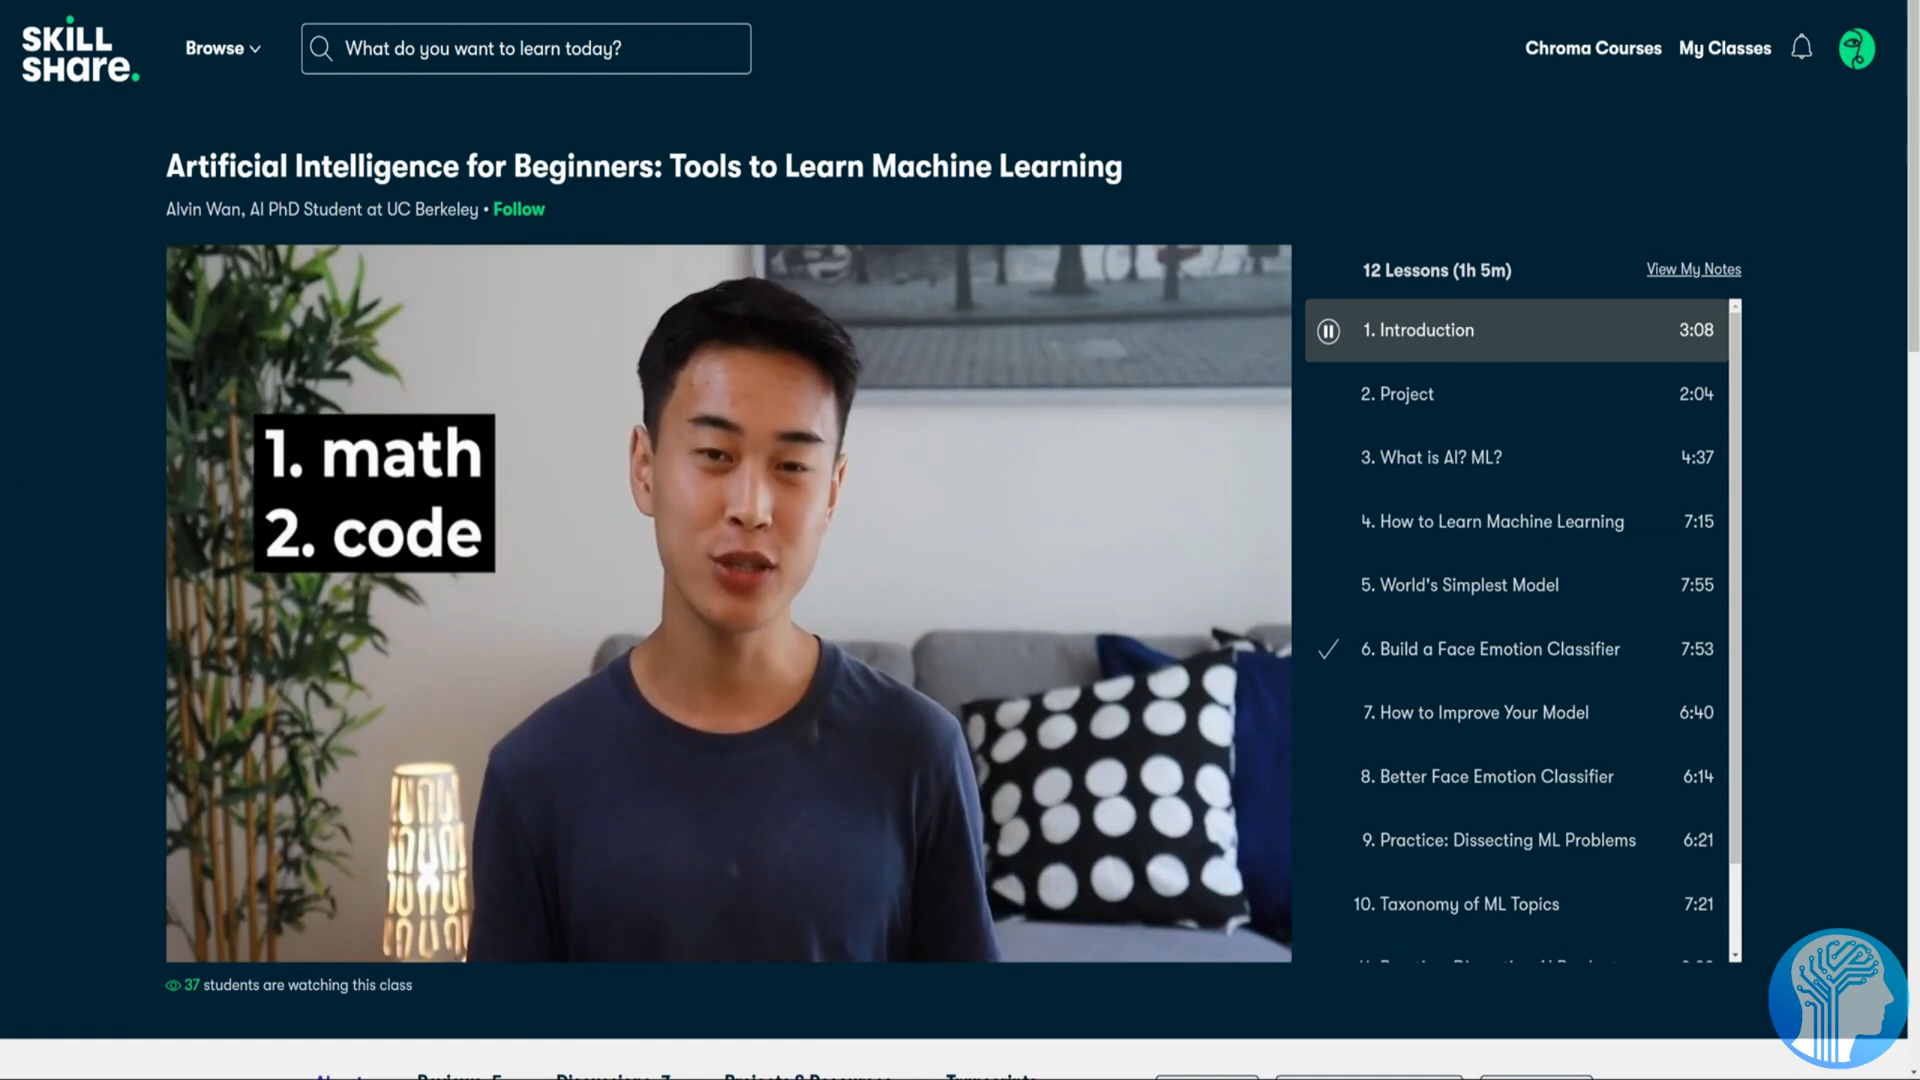 SKILL
SHare.
Browse
What do you want to learn today?
Chroma Courses
My Classes
Artificial Intelligence for Beginners: Tools to Learn Machine Learning
Alvin Wan, AI PhD Student at UC Berkeley • Follow
1. math
2. code
12 Lessons (1h 5m)
View My Notes
1. Introduction 3:08
2. Project 2:04
3. What is AI? ML? 4:37
4. How to Learn Machine Learning 7:15
5. World's Simplest Model 7:55
6. Build a Face Emotion Classifier 7:53
7. How to Improve Your Model 6:40
8. Better Face Emotion Classifier 6:14
9. Practice: Dissecting ML Problems 6:21
10. Taxonomy of ML Topics 7:21
37 students are watching this class